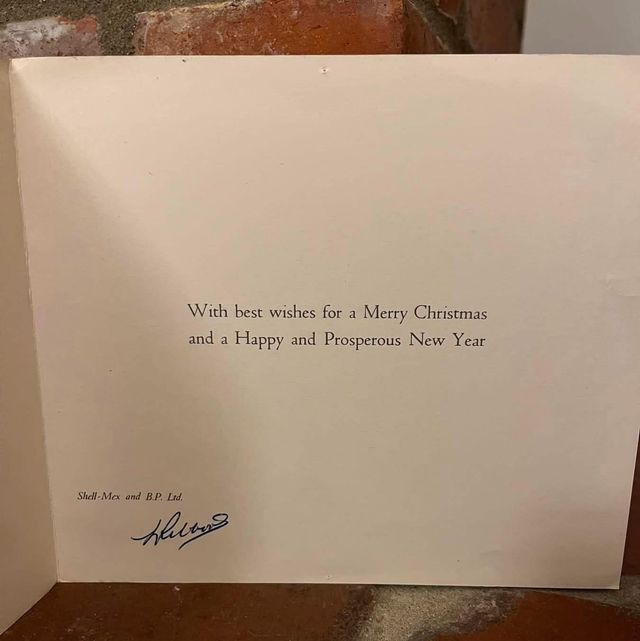 With best wishes for a Merry Christmas
and a Happy and Prosperous New Year
Shell-Mex and B.P. Ltd.